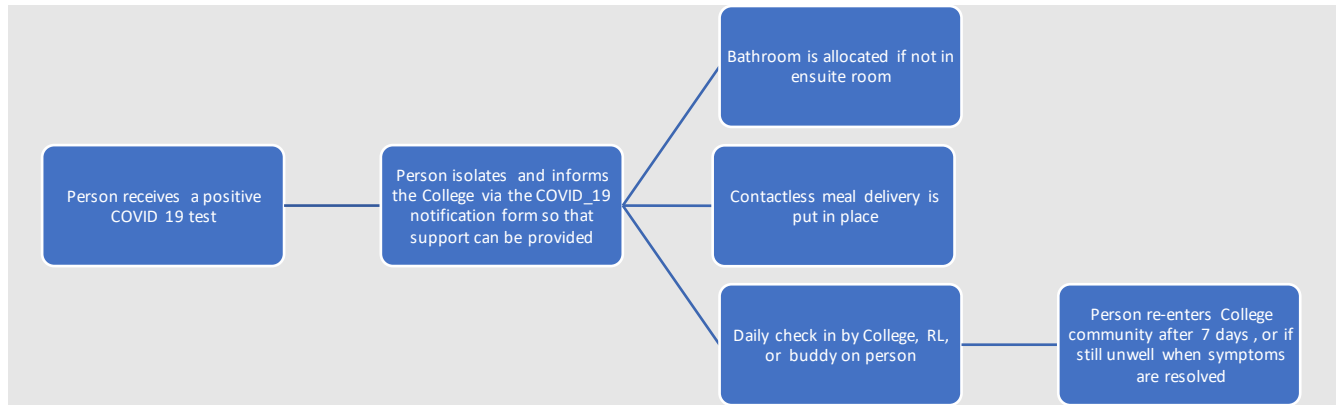 Person receives a positive
COVID 19 test
Person isolates and informs
the College via the COVID_19
notification form so that
support can be provided
Bathroom is allocated if not in
ensuite room
Contactless meal delivery is
put in place
Daily check in by College, RL,
or buddy on person
Person re-enters College
community after 7 days , or if
still unwell when symptoms
are resolved